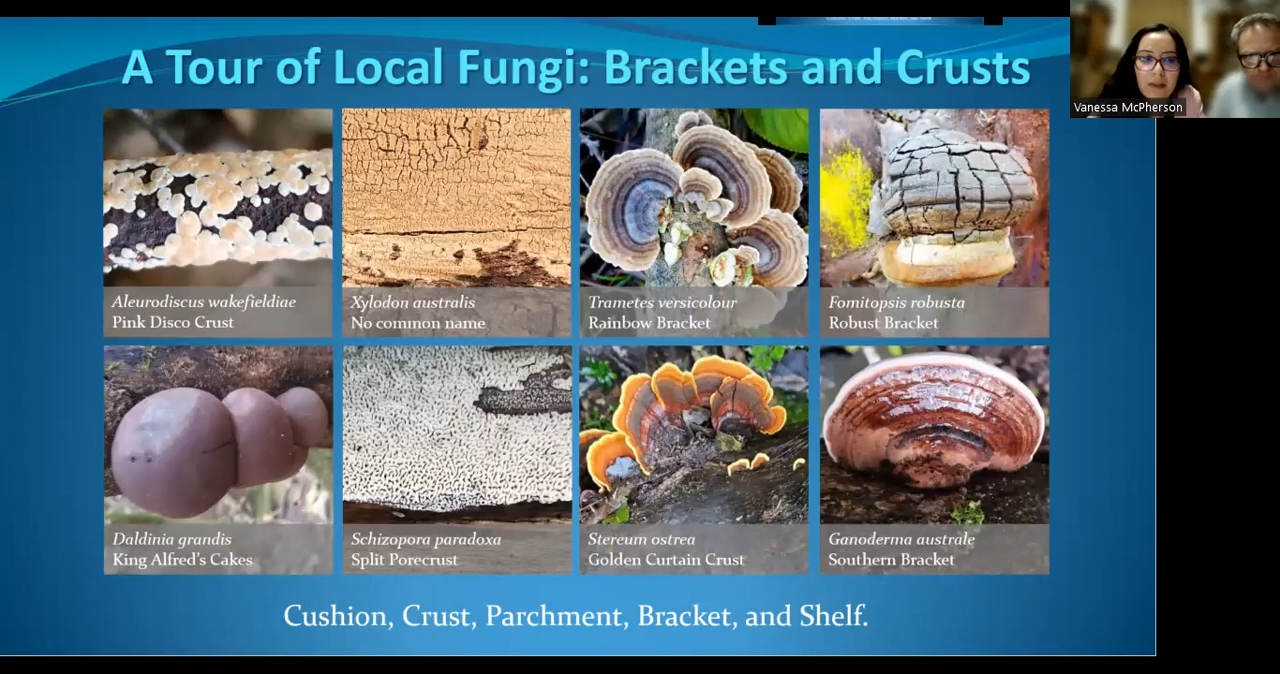 A Tour of Local Fungi: Brackets and Crusts
Vanessa McPherson
Aleurodiscus wakefieldiae
Pink Disco Crust
Xylodon australis
No common name
Trametes versicolour
Rainbow Bracket
Fomitopsis robusta
Robust Bracket
Daldinia grandis
King Alfred's Cakes
Schizopora paradoxa
Split Porecrust
Stereum ostrea
Golden Curtain Crust
Ganoderma australe
Southern Bracket
Cushion, Crust, Parchment, Bracket, and Shelf.